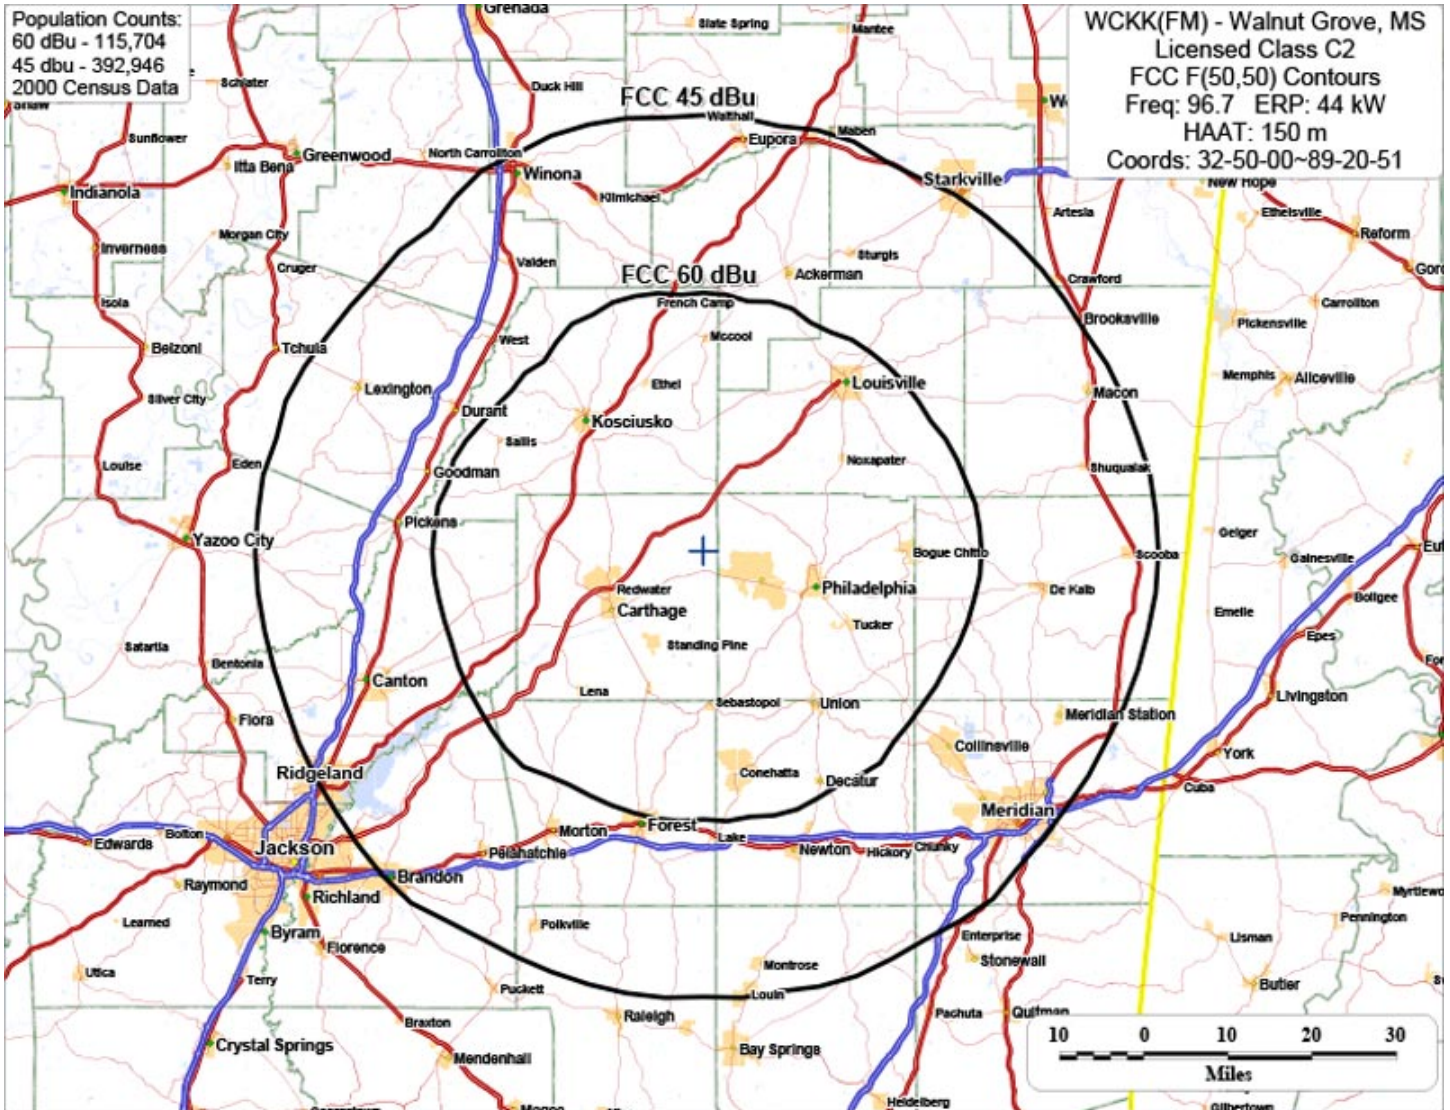 Population Counts:
60 dBu - 115,704
45 dbu - 392,946
2000 Census Data
WCKK(FM) - Walnut Grove, MS
Licensed Class C2
FCC F(50,50) Contours
Freq: 96.7 ERP: 44 kW
HAAT: 150 m
Coords: 32-50-00~89-20-51
Grenada
Slate Spring
Mantee
Schlater
Duck Hill
FCC 45 dBu
Walthall
Sunflower
Eupora
Maben
Greenwood
North Carrollton
Itta Bena
Winona
Starkville
Indianola
Kilmichael
New Hope
Artesia
Ethelsville
Morgan City
Reform
Inverness
Sturgis
Cruger
Vaiden
FCC 60 dBu
Ackerman
Crawford
Isola
French Camp
Carrollton
Brooksville
Pickensville
Mccool
West
Belzoni
Tchula
Memphis
Aliceville
Lexington
Ethel
Louisville
Macon
Silver City
Durant
Kosciusko
Sallis
Noxapater
Louise
Eden
Goodman
Shuqualak
Pickens
Geiger
Yazoo City
Bogue Chitto
Scooba
Gainesville
Redwater
Philadelphia
De Kalb
Boligee
Carthage
Emelle
Tucker
Epes
Satartia
Standing Pine
Bentonia
Canton
Lena
Livingston
Sebastopol
Union
Flora
Meridian Station
Collinsville
York
Ridgeland
Conehatta
Decatur
Cuba
Meridian
Forest
Bolton
Morton
Lake
Edwards
Jackson
Pelahatchie
Newton
Hickory
Chunky
Brandon
Raymond
Richland
Myrtlewo
Learned
Polkville
Pennington
Byram
Florence
Enterprise
Lisman
Stonewall
Montrose
Utica
Terry
Puckett
Louin
Butler
Raleigh
Pachuta
Quitman
Braxton
Crystal Springs
Mendenhall
Bay Springs
10 0 10 20 30
Miles
Heidelberg
Gilbertown